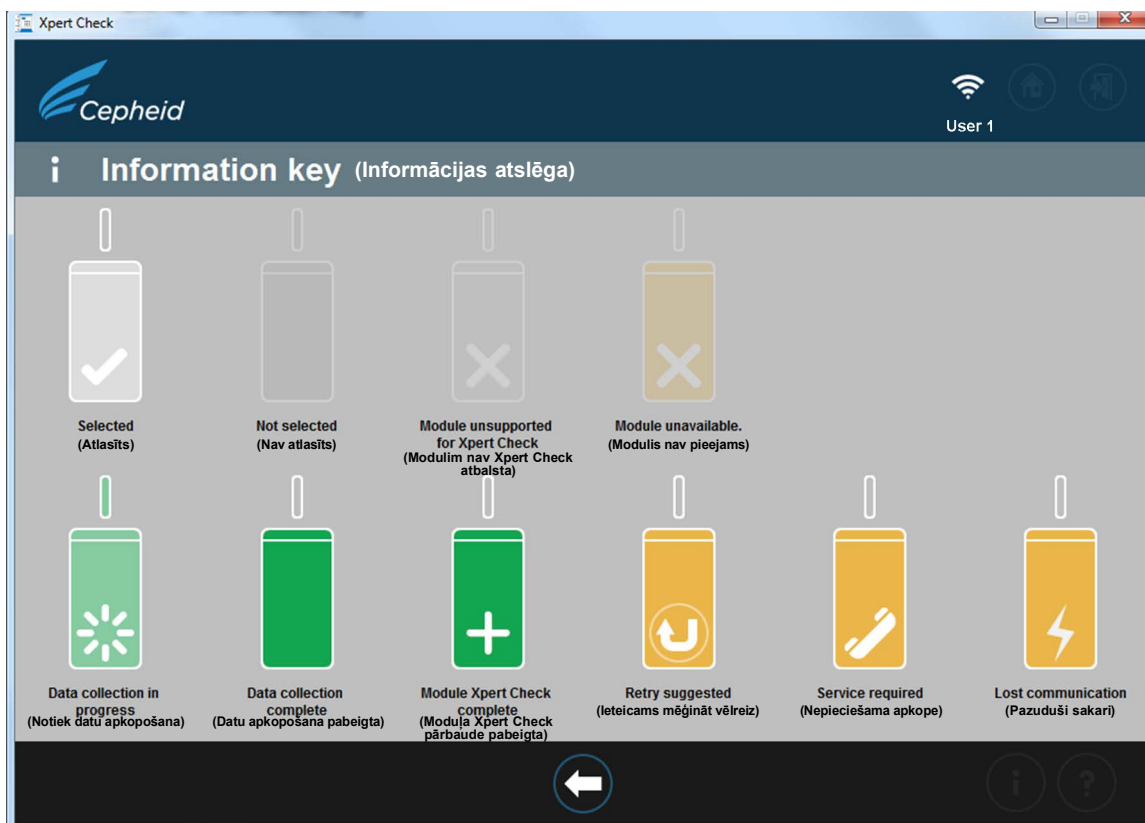 Xpert Check
Cepheid
User 1
i Information key (Informācijas atslēga)
Selected
(Atlasīts)
Not selected
(Nav atlasīts)
Module unsupported
for Xpert Check
(Modulim nav Xpert Check
atbalsta)
Module unavailable.
(Modulis nav pieejams)
Data collection in
progress
(Notiek datu apkopošana)
Data collection
complete
(Datu apkopošana pabeigta)
Module Xpert Check
complete
(Moduļa Xpert Check
pārbaude pabeigta)
Retry suggested
(Ieteicams mēģināt vēlreiz)
Service required
(Nepieciešama apkope)
Lost communication
(Pazuduši sakari)
i ?